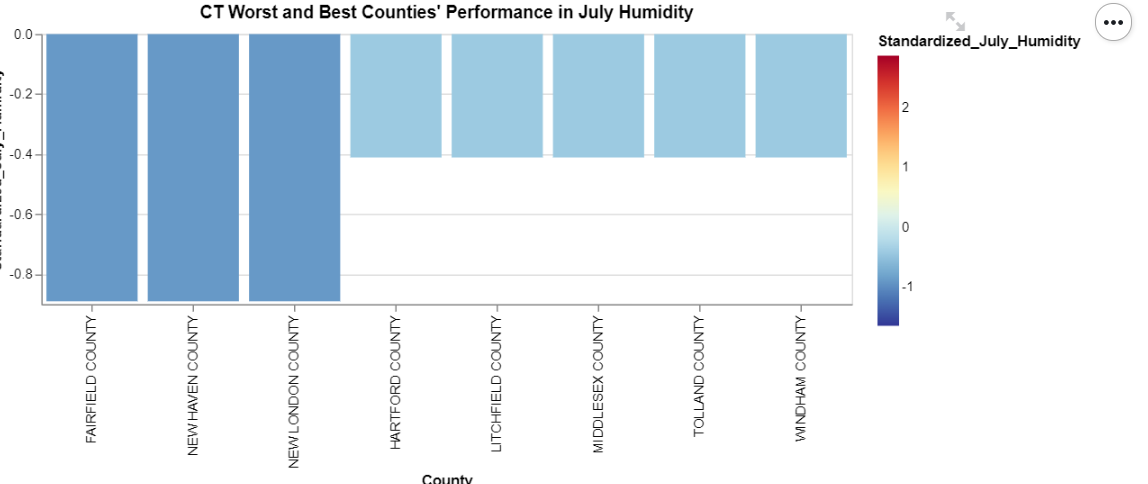 CT Worst and Best Counties' Performance in July Humidity
Standardized_July_Humidity
0.0
-0.2
-0.4
-0.6
-0.8
2
1
0
-1
FAIRFIELD COUNTY
NEW HAVEN COUNTY
NEW LONDON COUNTY
HARTFORD COUNTY
LITCHFIELD COUNTY
MIDDLESEX COUNTY
TOLLAND COUNTY
WINDHAM COUNTY
County